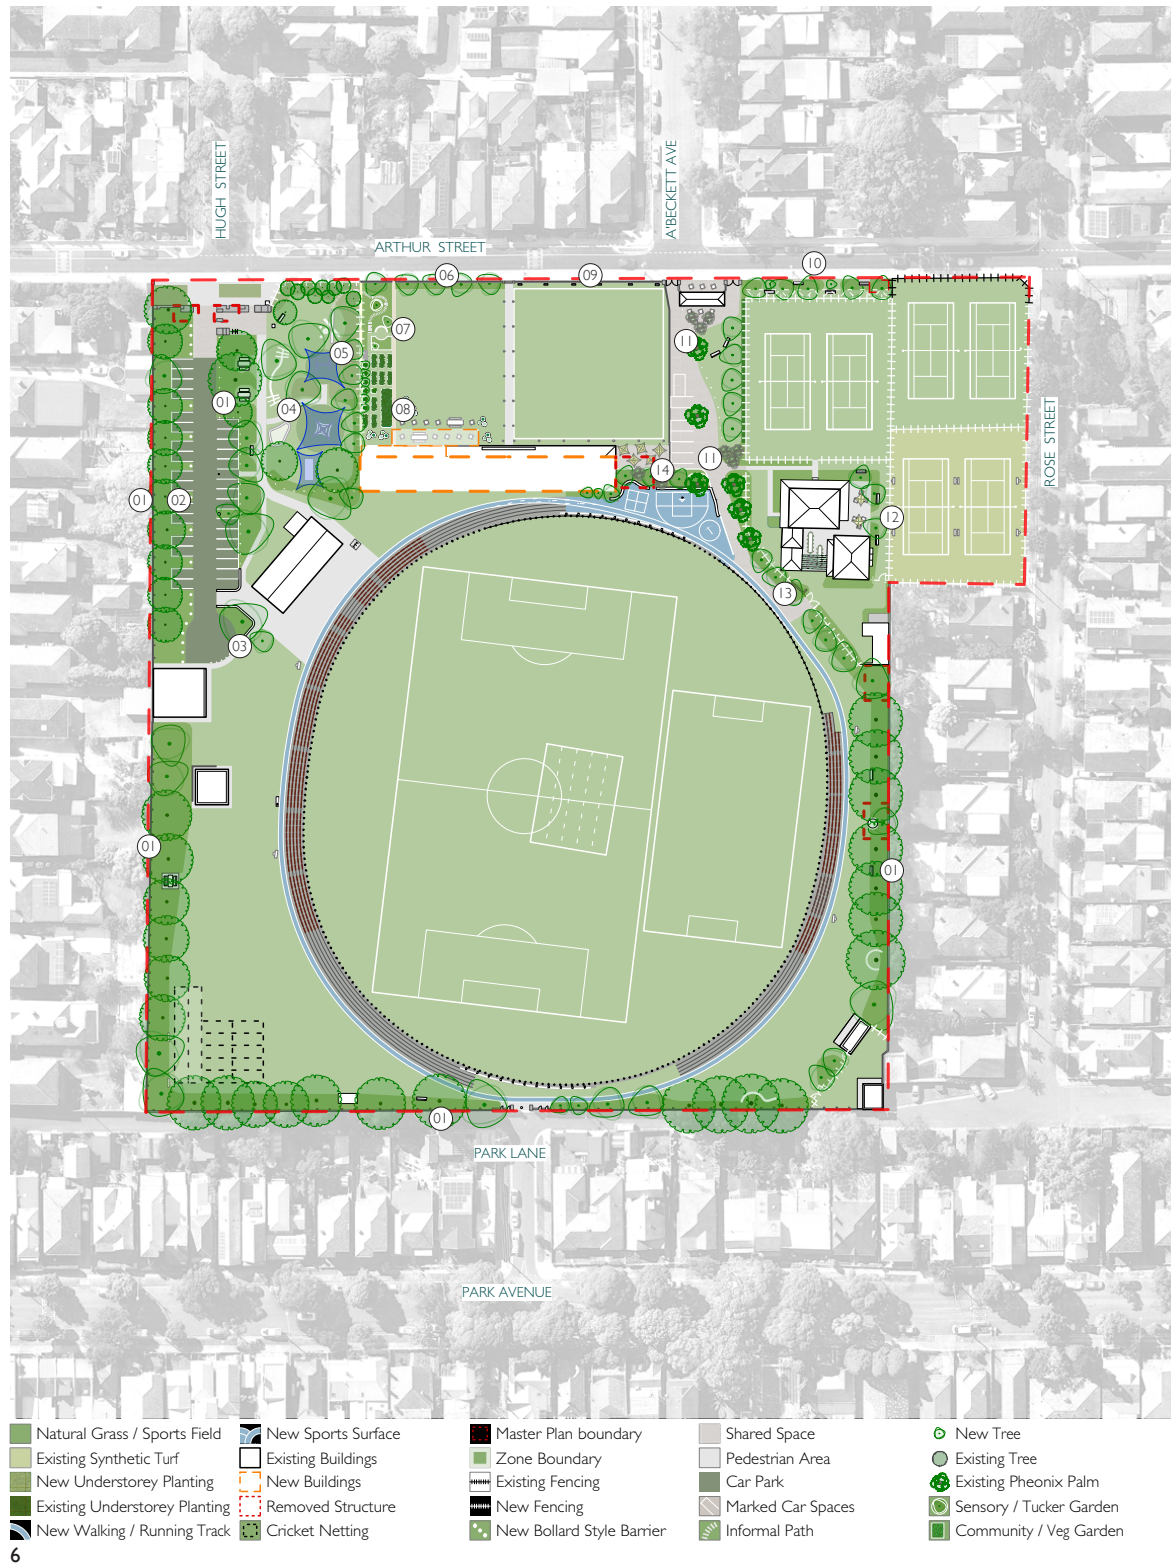 HUGH STREET
A'BECKETT AVE
ARTHUR STREET
10
06
09
07
11
05
01
04
08
ROSE STREET
11
14
01
02
12
13
03
01
01
01
PARK LANE
PARK AVENUE
Natural Grass / Sports Field
Existing Synthetic Turf
New Understorey Planting
Existing Understorey Planting
New Walking / Running Track
New Sports Surface
Existing Buildings
New Buildings
Removed Structure
Cricket Netting
Master Plan boundary
Zone Boundary
Existing Fencing
New Fencing
New Bollard Style Barrier
Shared Space
Pedestrian Area
Car Park
Marked Car Spaces
Informal Path
New Tree
Existing Tree
Existing Pheonix Palm
Sensory / Tucker Garden
Community / Veg Garden
6